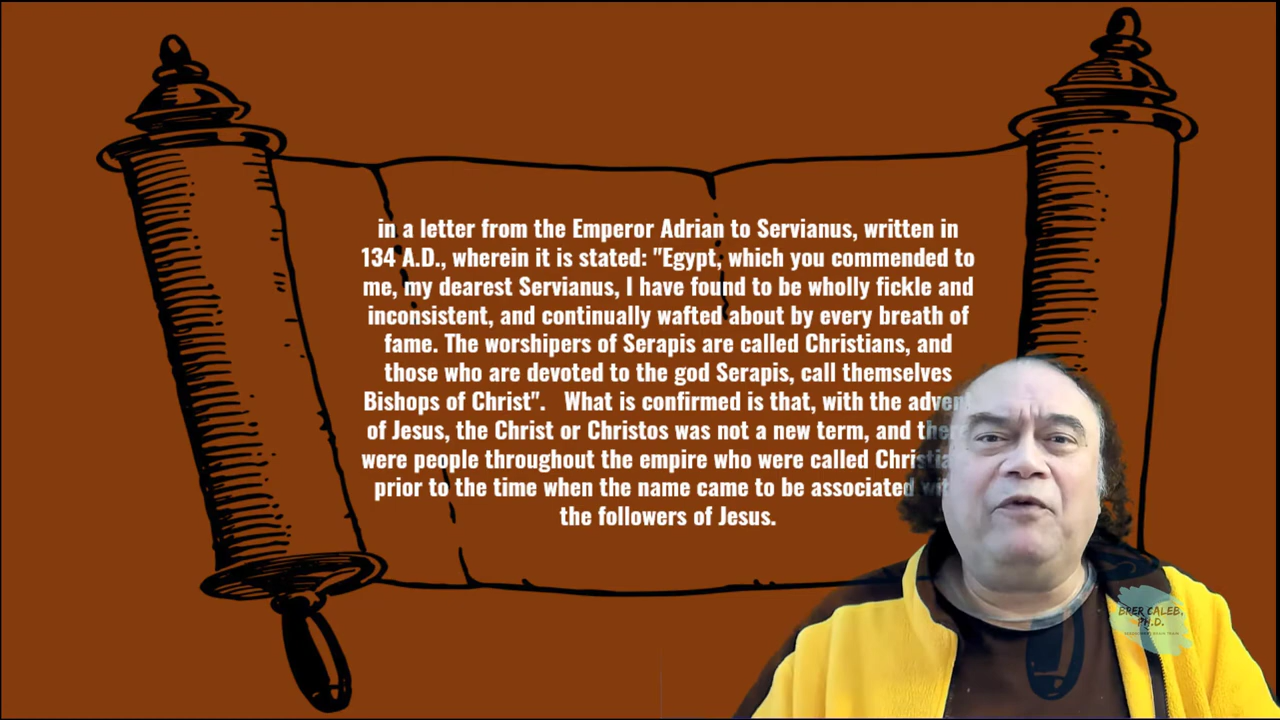 in a letter from the Emperor Adrian to Servianus, written in
134 A.D., wherein it is stated: "Egypt, which you commended to
me, my dearest Servianus, I have found to be wholly fickle and
inconsistent, and continually wafted about by every breath of
fame. The worshipers of Serapis are called Christians, and
those who are devoted to the god Serapis, call themselves
Bishops of Christ". What is confirmed is that, with the advent
of Jesus, the Christ or Christos was not a new term, and there
were people throughout the empire who were called Christians
prior to the time when the name came to be associated with
the followers of Jesus.
BRER CALEB,
PH.D.